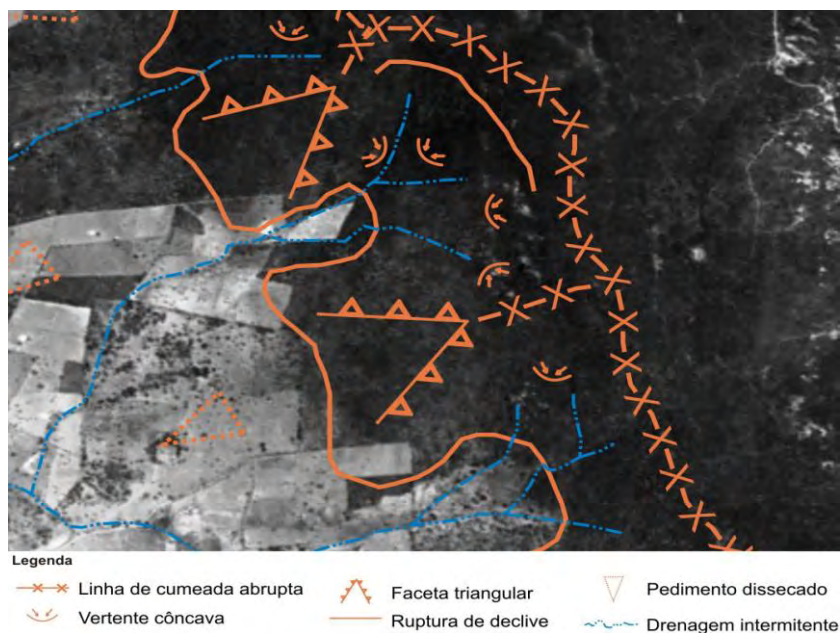 Legenda
Linha de cumeada abrupta
Faceta triangular
Pedimento dissecado
Vertente côncava
Ruptura de declive
Drenagem intermitente